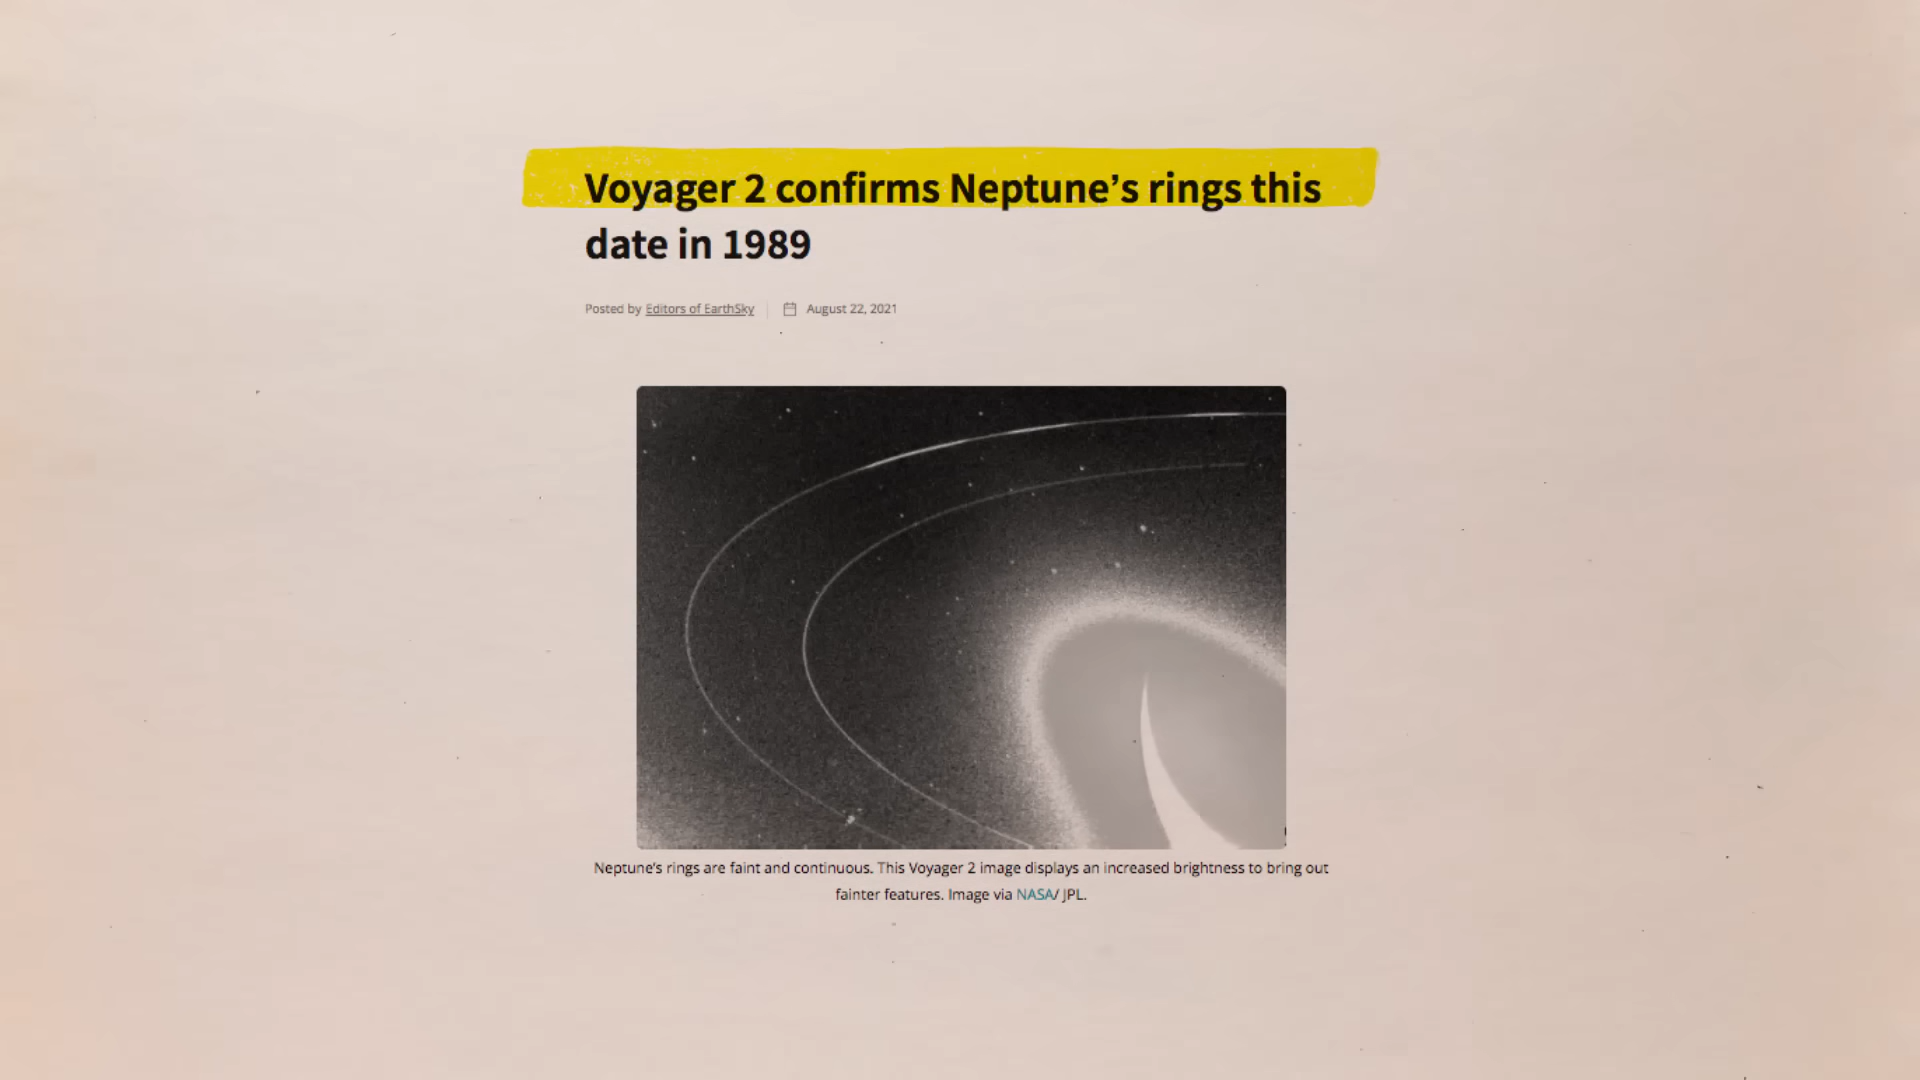 Voyager 2 confirms Neptune’s rings this
date in 1989
Posted by Editors of EarthSky August 22, 2021
Neptune’s rings are faint and continuous. This Voyager 2 image displays an increased brightness to bring out
fainter features. Image via NASA/ JPL.